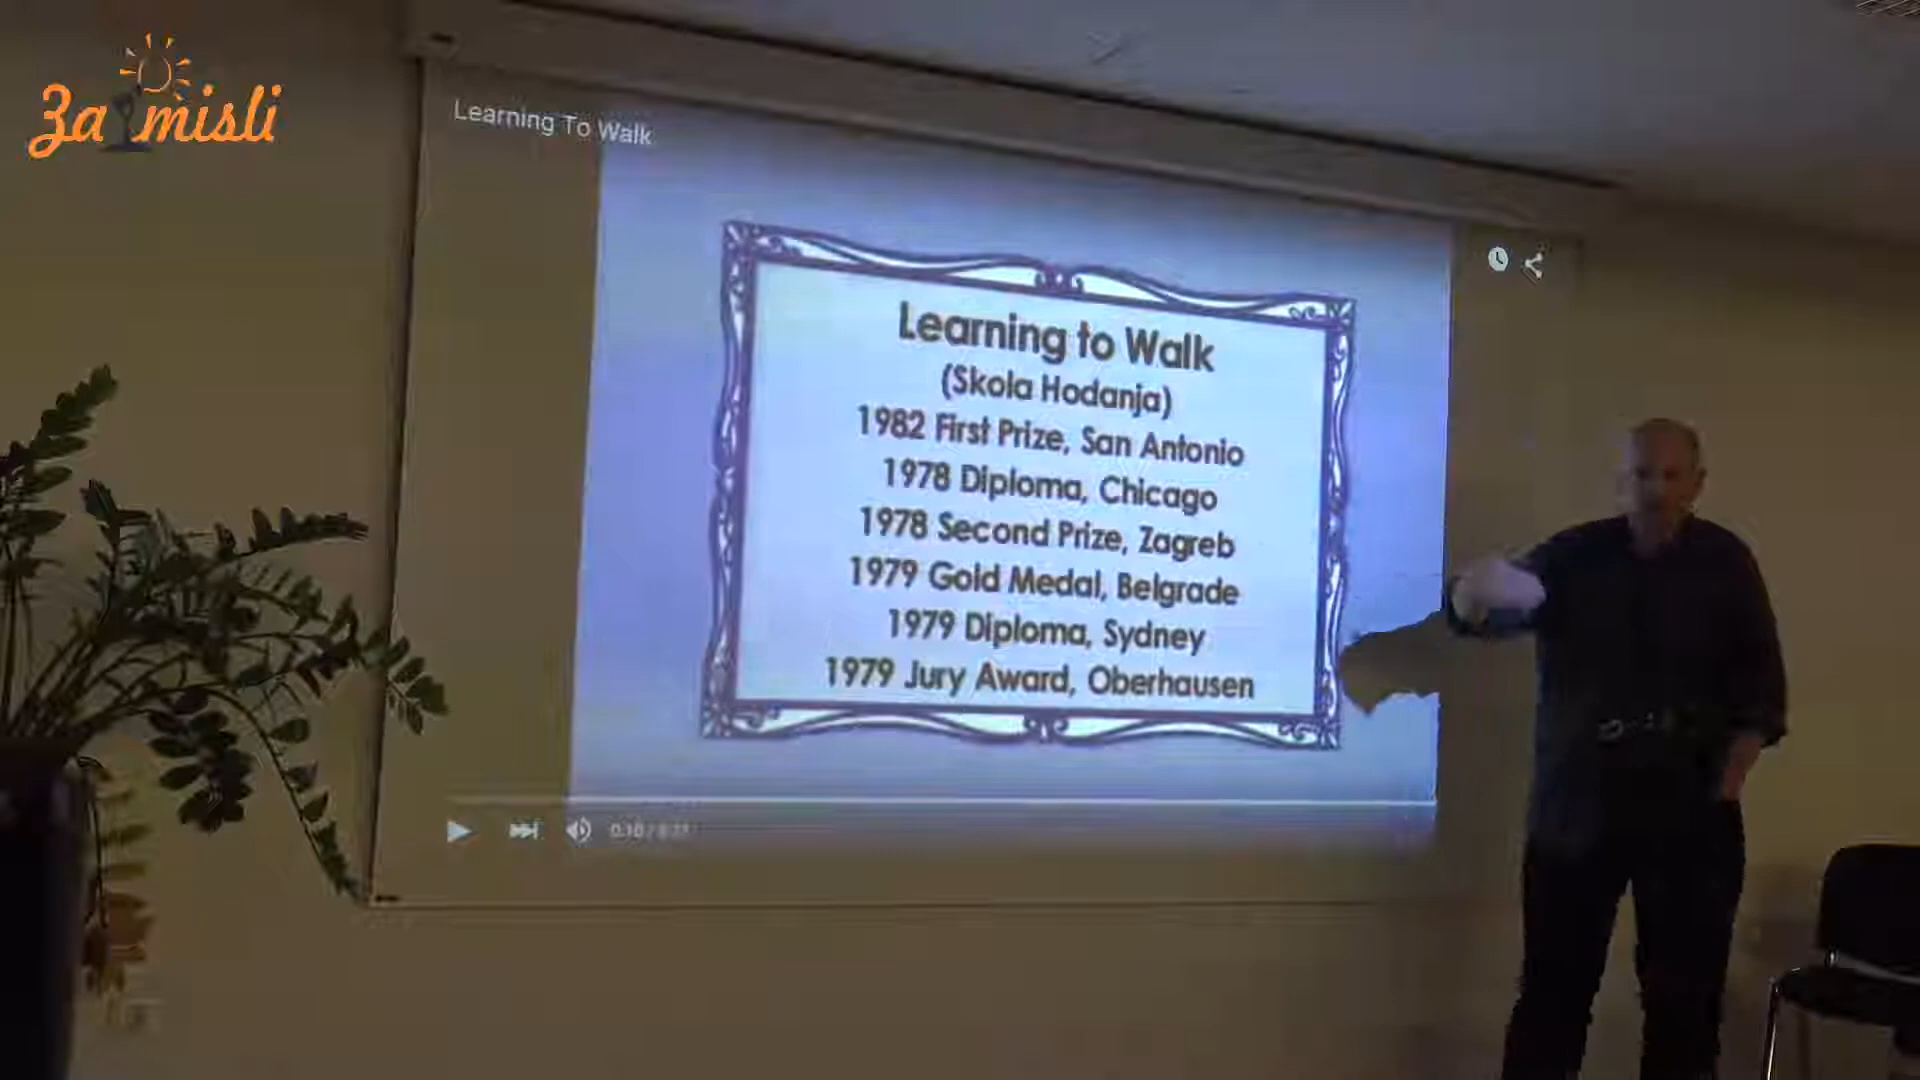 Za misli
Learning To Walk
Learning to Walk
(Skola Hodanja)
1982 First Prize, San Antonio
1978 Diploma, Chicago
1978 Second Prize, Zagreb
1979 Gold Medal, Belgrade
1979 Diploma, Sydney
1979 Jury Award, Oberhausen